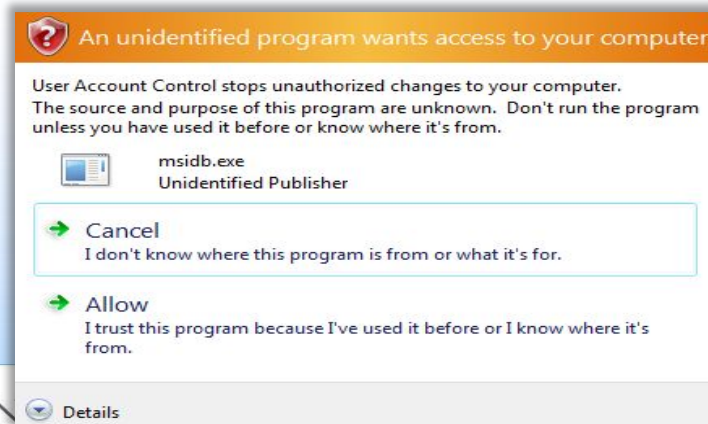 An unidentified program wants access to your computer
User Account Control stops unauthorized changes to your computer.
The source and purpose of this program are unknown. Don't run the program
unless you have used it before or know where it's from.
msidb.exe
Unidentified Publisher
Cancel
I don't know where this program is from or what it's for.
Allow
I trust this program because I've used it before or I know where it's
from.
Details